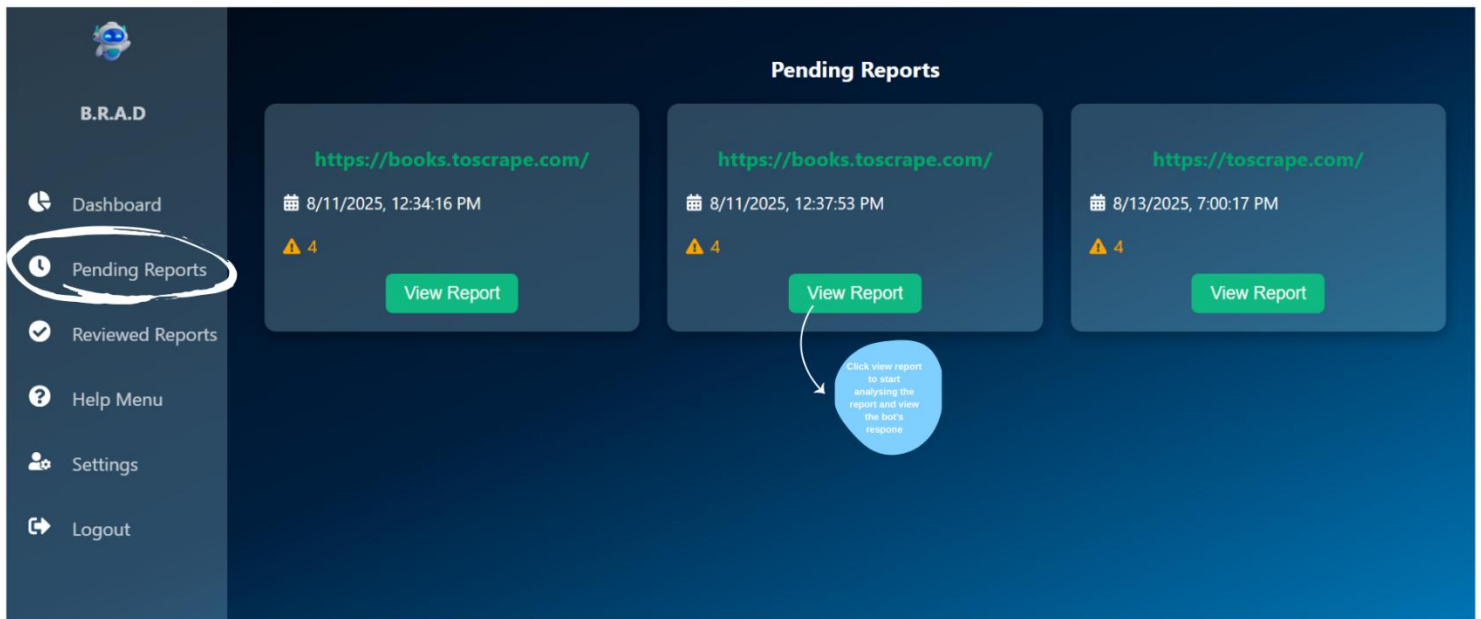 B.R.A.D
Dashboard
Pending Reports
Reviewed Reports
Help Menu
Settings
Logout
Pending Reports
https://books.toscrape.com/
8/11/2025, 12:34:16 PM
4
View Report
https://books.toscrape.com/
8/11/2025, 12:37:53 PM
4
View Report
Click view report
to start
analysing the
report and view
the bot's
respone
https://toscrape.com/
8/13/2025, 7:00:17 PM
4
View Report